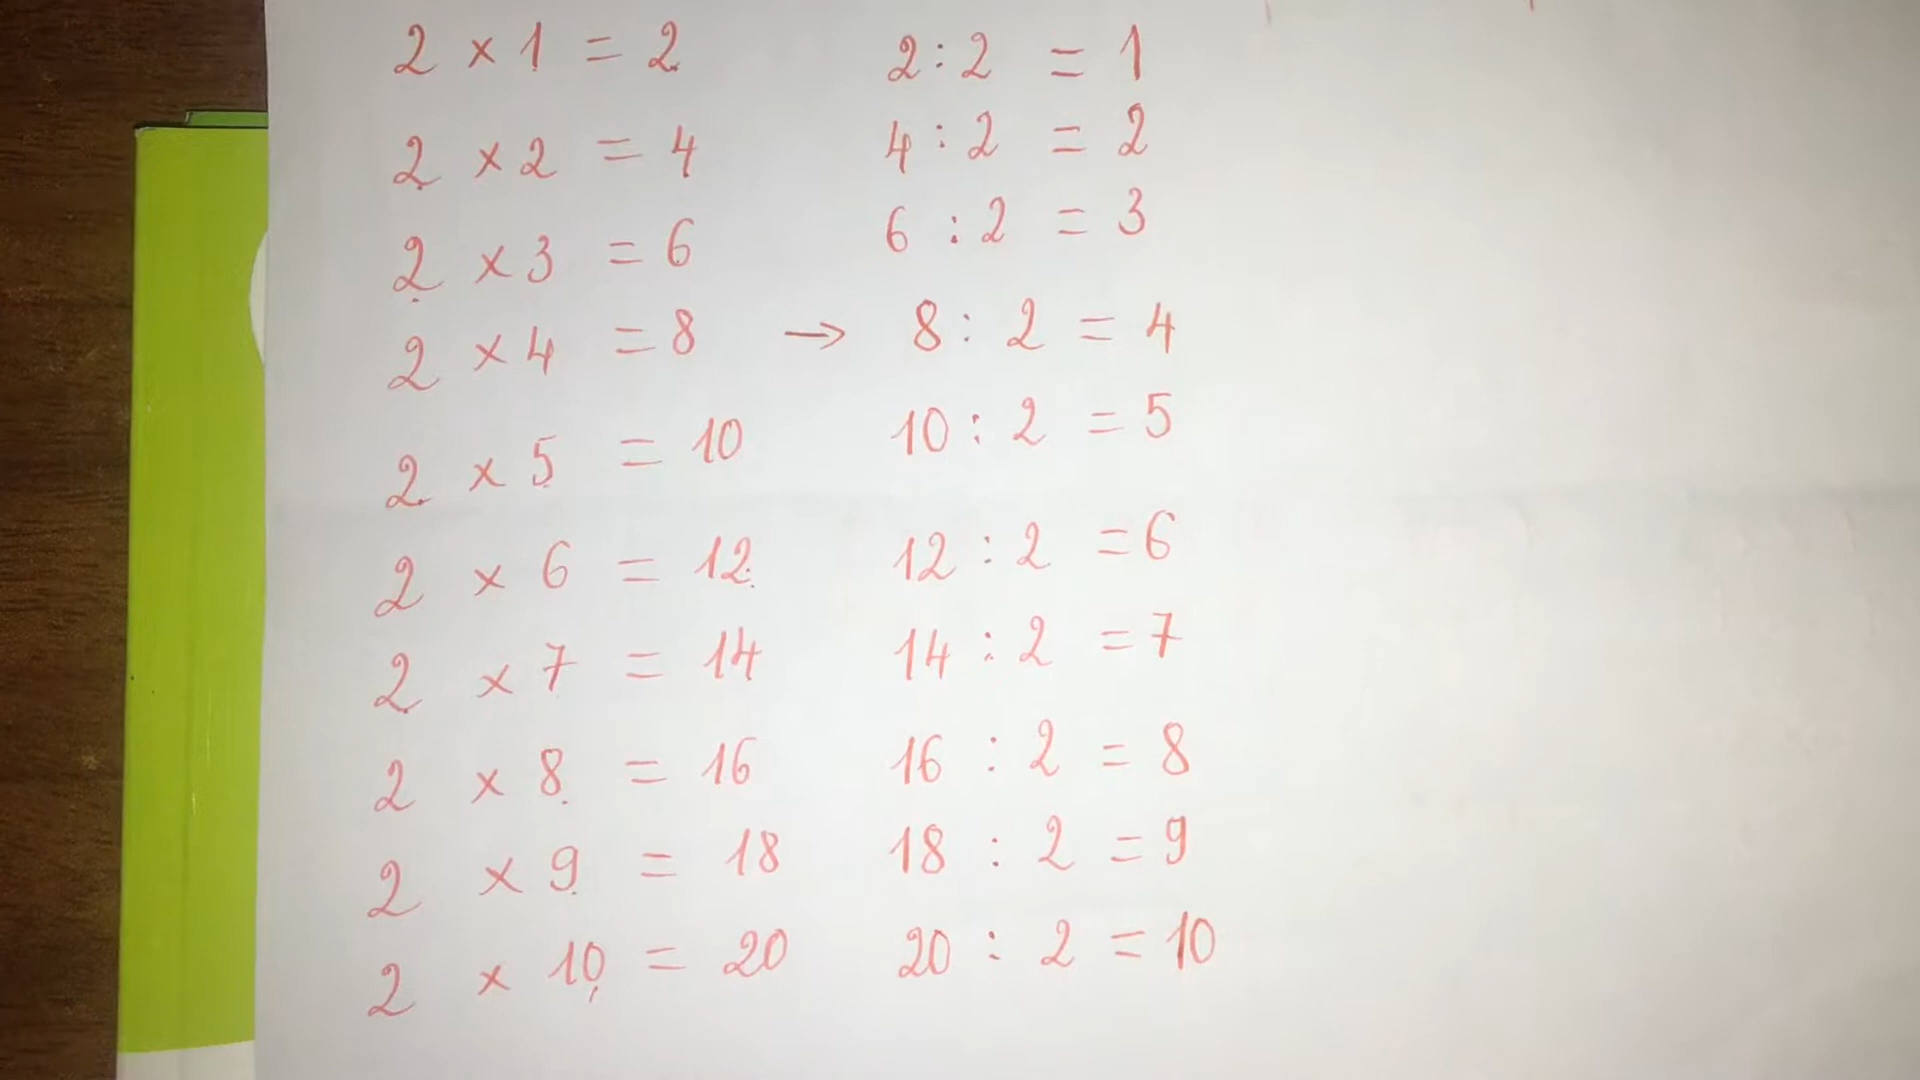 2 × 1 = 2 2 : 2 = 1
2 × 2 = 4 4 : 2 = 2
2 × 3 = 6 6 : 2 = 3
2 × 4 = 8 → 8 : 2 = 4
2 × 5 = 10 10 : 2 = 5
2 × 6 = 12 12 : 2 = 6
2 × 7 = 14 14 : 2 = 7
2 × 8 = 16 16 : 2 = 8
2 × 9 = 18 18 : 2 = 9
2 × 10 = 20 20 : 2 = 10